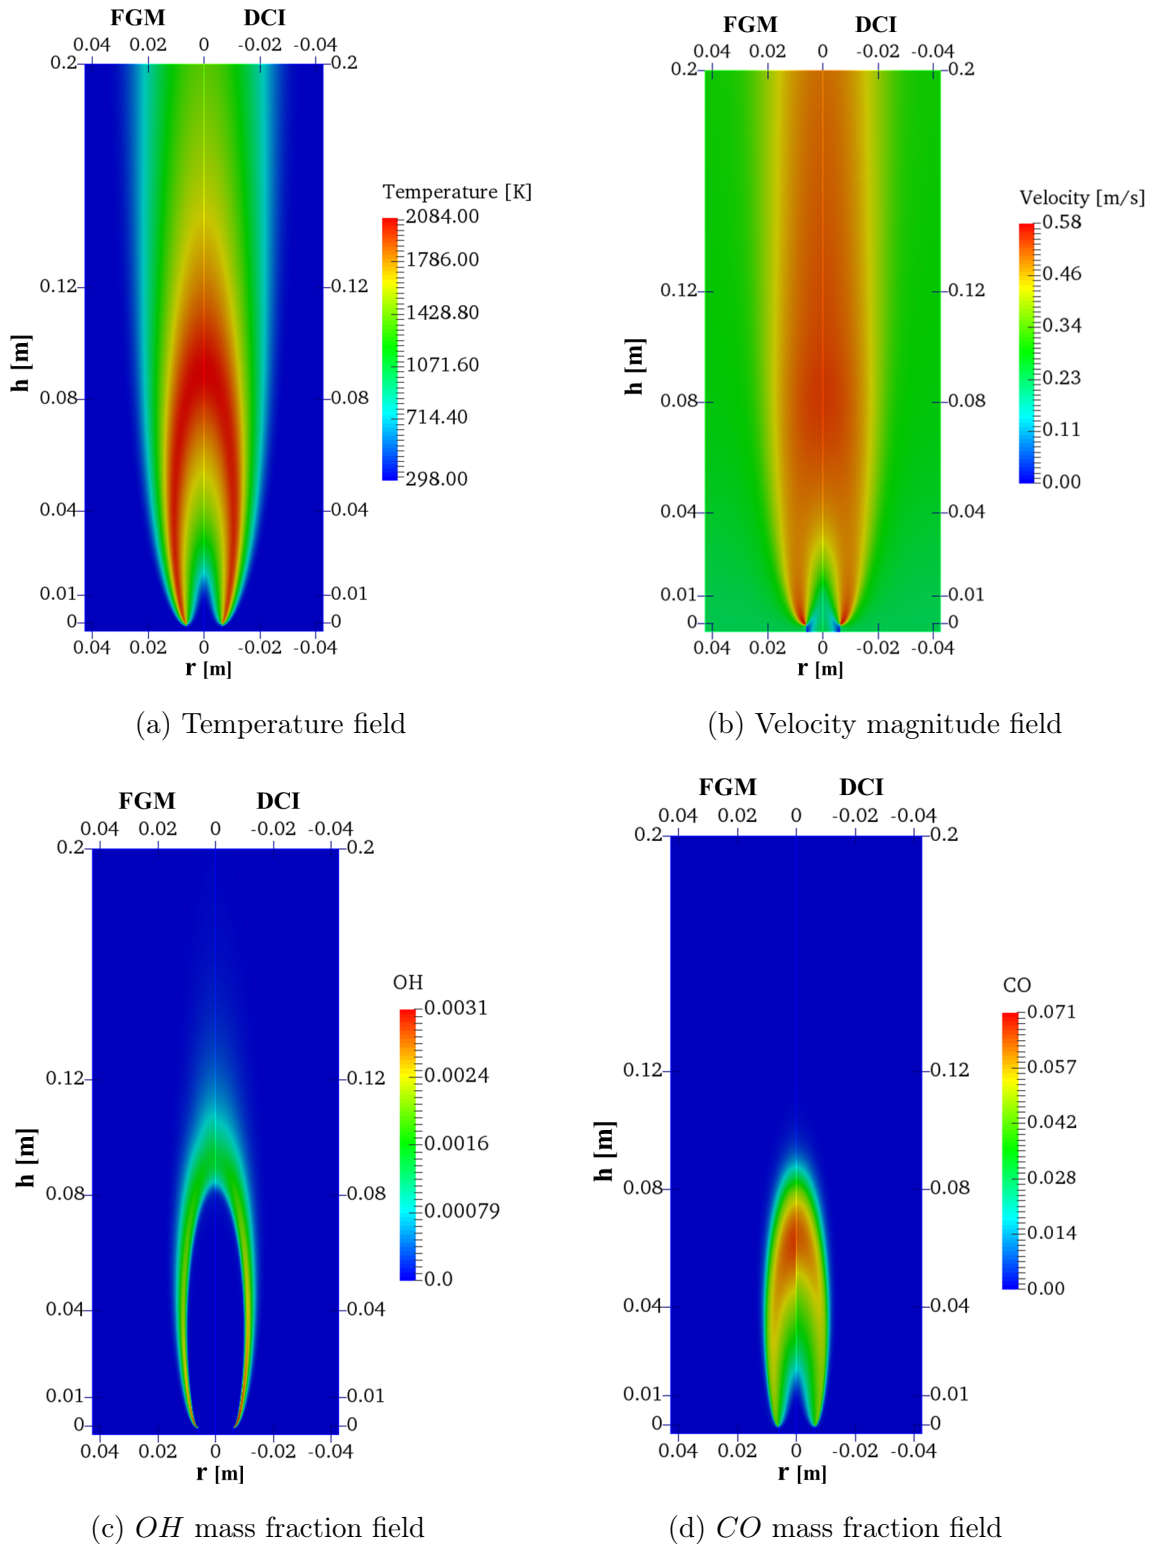 FGM DCI
0.04 0.02 0 -0.02 -0.04
0.2 0.2
Temperature [K]
2084.00
1786.00
0.12 0.12
1428.80
h [m]
1071.60
0.08 0.08
714.40
298.00
0.04 0.04
0.01 0.01
0 0
0.04 0.02 0 -0.02 -0.04
r [m]
(a) Temperature field
FGM DCI
0.04 0.02 0 -0.02 -0.04
0.2 0.2
Velocity [m/s]
0.58
0.46
0.12 0.12
0.34
h [m]
0.23
0.08 0.08
0.11
0.00
0.04 0.04
0.01 0.01
0 0
0.04 0.02 0 -0.02 -0.04
r [m]
(b) Velocity magnitude field
FGM DCI
0.04 0.02 0 -0.02 -0.04
0.2 0.2
OH
0.0031
0.0024
0.12 0.12
0.0016
h [m]
0.08 0.08
0.00079
0.0
0.04 0.04
0.01 0.01
0 0
0.04 0.02 0 -0.02 -0.04
r [m]
(c) OH mass fraction field
FGM DCI
0.04 0.02 0 -0.02 -0.04
0.2 0.2
CO
0.071
0.057
0.12 0.12
0.042
h [m]
0.028
0.08 0.08
0.014
0.00
0.04 0.04
0.01 0.01
0 0
0.04 0.02 0 -0.02 -0.04
r [m]
(d) CO mass fraction field